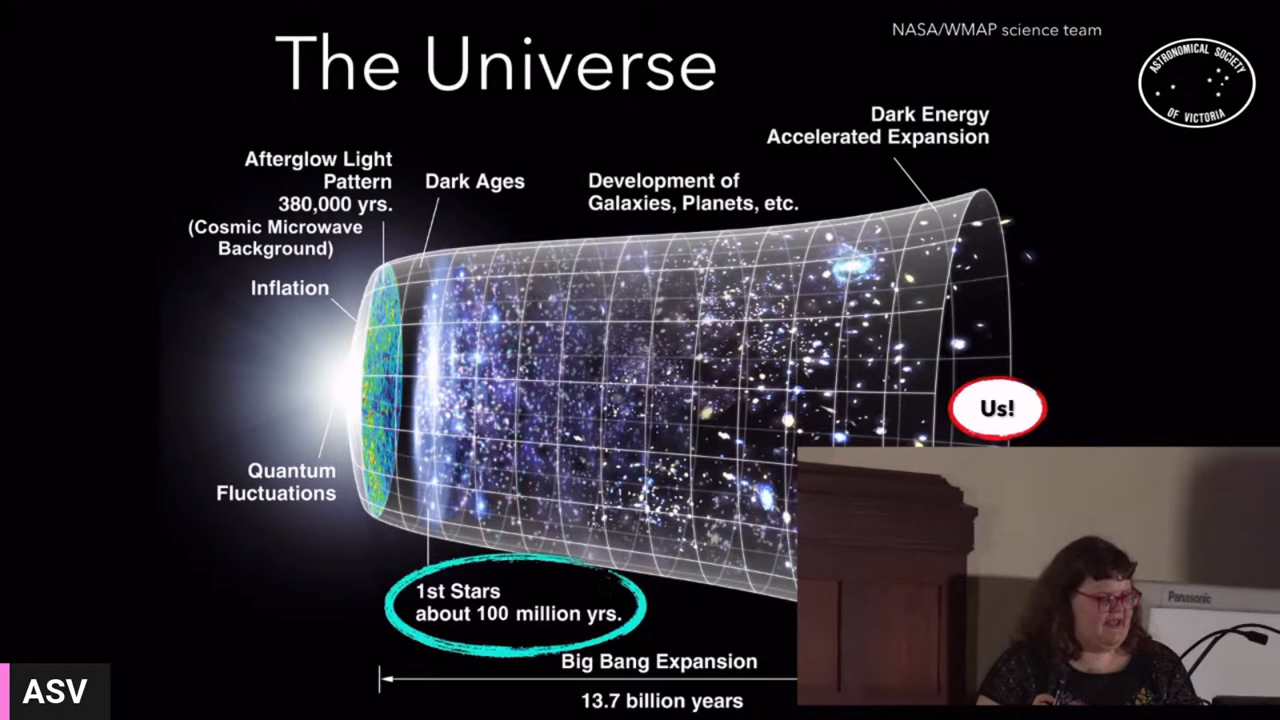 The Universe
NASA/WMAP science team
ASTRONOMICAL SOCIETY
OF VICTORIA
Dark Energy
Accelerated Expansion
Afterglow Light
Pattern
380,000 yrs.
(Cosmic Microwave
Background)
Dark Ages
Development of
Galaxies, Planets, etc.
Inflation
Us!
Quantum
Fluctuations
1st Stars
about 100 million yrs.
Panasonic
Big Bang Expansion
13.7 billion years
ASV